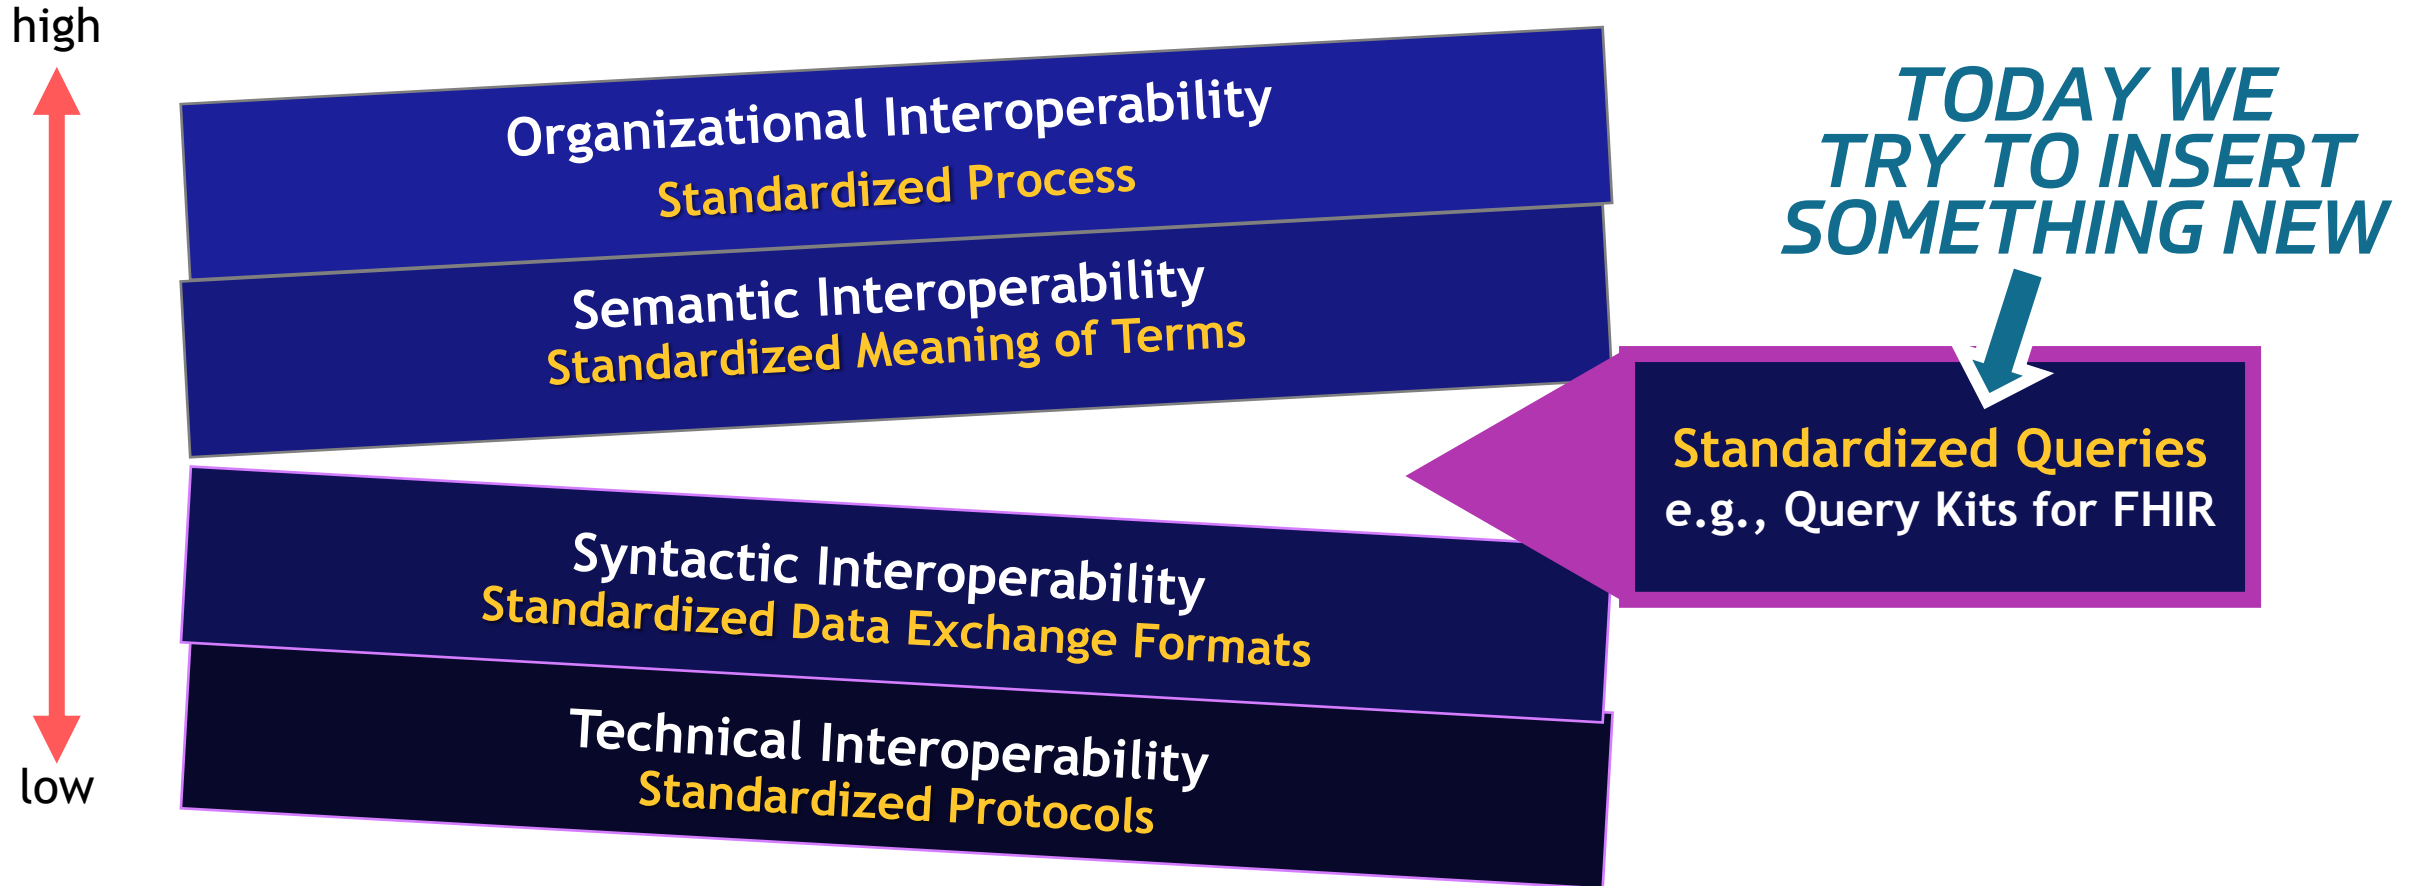 high
Organizational Interoperability
Standardized Process
Semantic Interoperability
Standardized Meaning of Terms
Syntactic Interoperability
Standardized Data Exchange Formats
Technical Interoperability
Standardized Protocols
low
TODAY WE
TRY TO INSERT
SOMETHING NEW
Standardized Queries
e.g., Query Kits for FHIR